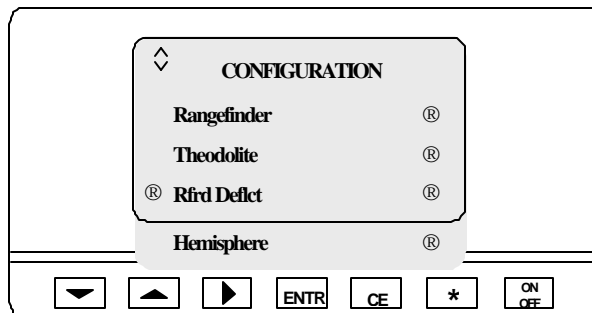 CONFIGURATION
Rangefinder ®
Theodolite ®
® Rfrd Deflct ®
Hemisphere ®
ENTR CE * ON OFF